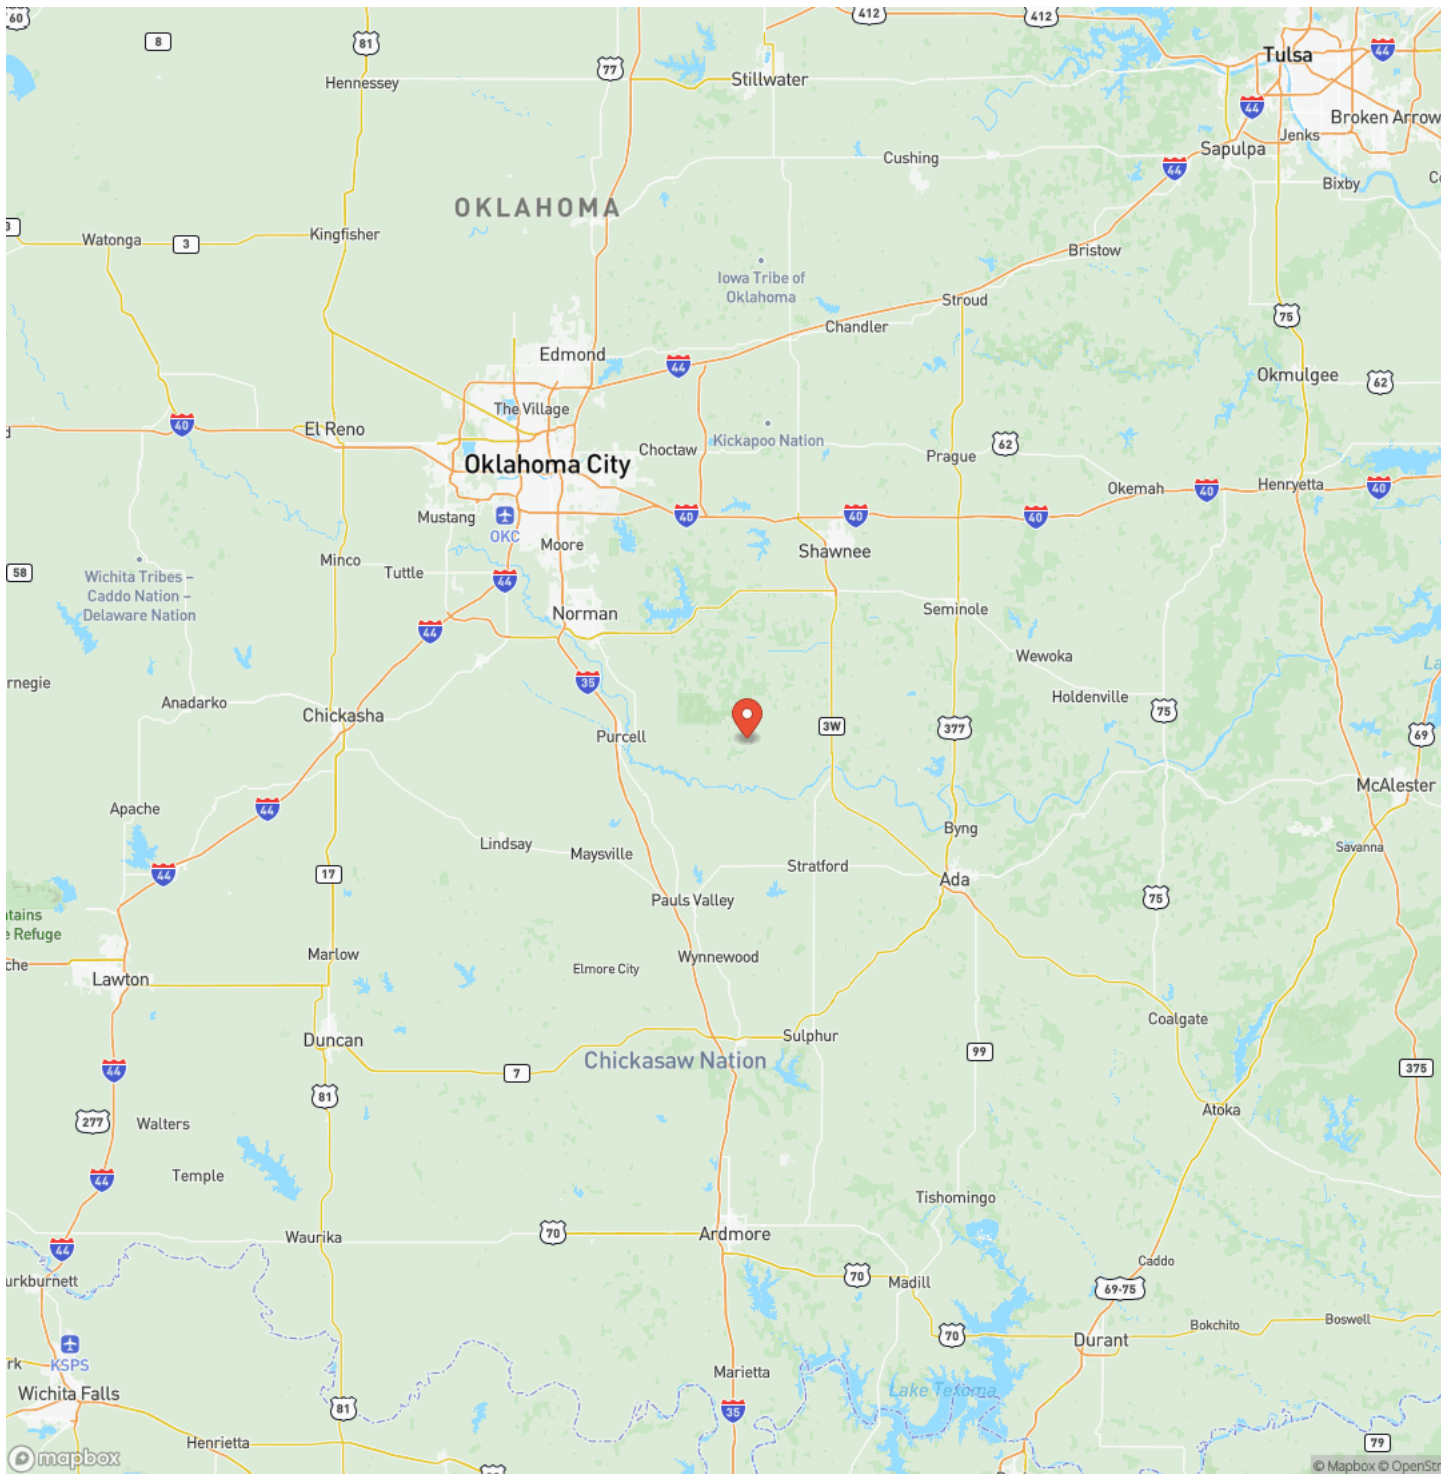 60
8
81
412
412
77
Tulsa
44
Hennessey
Stillwater
44
Broken Arrow
Jenks
Sapulpa
Cushing
44
Bixby
OKLAHOMA
3
Watonga
3
Kingfisher
Bristow
Iowa Tribe of
Oklahoma
Stroud
75
Chandler
Edmond
44
Okmulgee
62
The Village
40
El Reno
Choctaw
Kickapoo Nation
62
Prague
Oklahoma City
Okemah
40
Henryetta
40
Mustang
OKC
40
40
40
Moore
Shawnee
Minco
Tuttle
58
44
Wichita Tribes –
Caddo Nation –
Delaware Nation
Norman
Seminole
44
Wewoka
La
rnegie
35
Holdenville
Anadarko
Chickasha
75
3W
377
69
Purcell
McAlester
Apache
44
Byng
Lindsay
Maysville
Savanna
44
17
Stratford
Ada
75
Pauls Valley
ntains
e Refuge
Marlow
Wynnewood
che
Elmore City
Lawton
Coalgate
Duncan
Sulphur
99
Chickasaw Nation
44
7
375
81
277
Walters
Atoka
Temple
44
Tishomingo
Waurika
70
Ardmore
44
Caddo
urkburnett
70
Madill
69-75
Bokchito
Boswell
KSPS
70
Durant
rk
Marietta
Wichita Falls
Lake Texoma
81
35
Henrietta
79
mapbox
© Mapbox © OpenStr